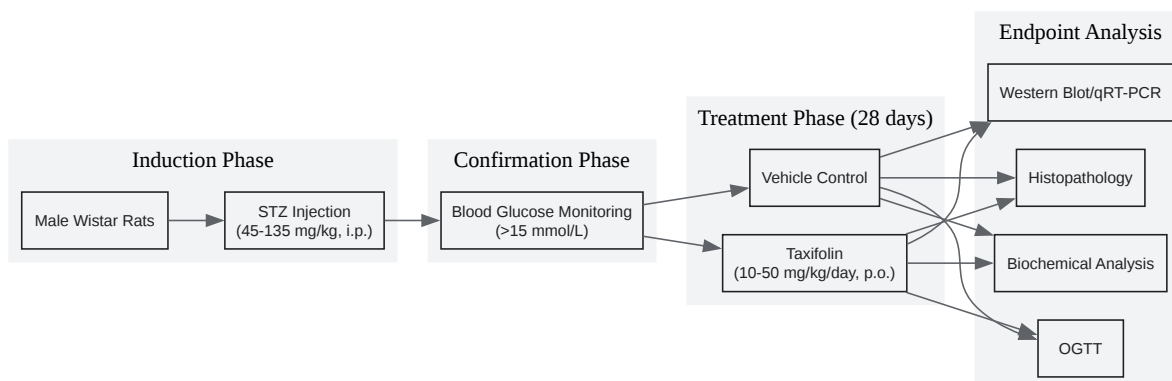 Induction Phase
Male Wistar Rats
STZ Injection
(45-135 mg/kg, i.p.)
Confirmation Phase
Blood Glucose Monitoring
(>15 mmol/L)
Treatment Phase (28 days)
Vehicle Control
Taxifolin
(10-50 mg/kg/day, p.o.)
Endpoint Analysis
Western Blot/qRT-PCR
Histopathology
Biochemical Analysis
OGTT